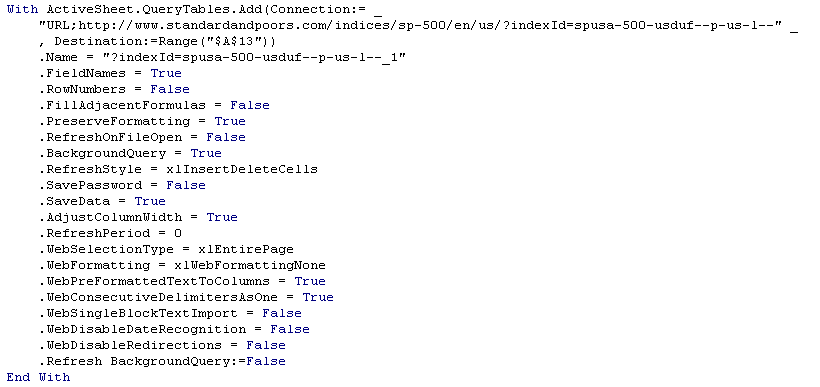 With ActiveSheet.QueryTables.Add(Connection:= _
"URL;http://www.standardandpoors.com/indices/sp-500/en/us/?indexId=spusa-500-usduf--p-us-l--" _
, Destination:=Range("$A$13"))
.Name = "?indexId=spusa-500-usduf--p-us-l--_1"
.FieldNames = True
.RowNumbers = False
.FillAdjacentFormulas = False
.PreserveFormatting = True
.RefreshOnFileOpen = False
.BackgroundQuery = True
.RefreshStyle = xlInsertDeleteCells
.SavePassword = False
.SaveData = True
.AdjustColumnWidth = True
.RefreshPeriod = 0
.WebSelectionType = xlEntirePage
.WebFormatting = xlWebFormattingNone
.WebPreFormattedTextToColumns = True
.WebConsecutiveDelimitersAsOne = True
.WebSingleBlockTextImport = False
.WebDisableDateRecognition = False
.WebDisableRedirections = False
.Refresh BackgroundQuery:=False
End With